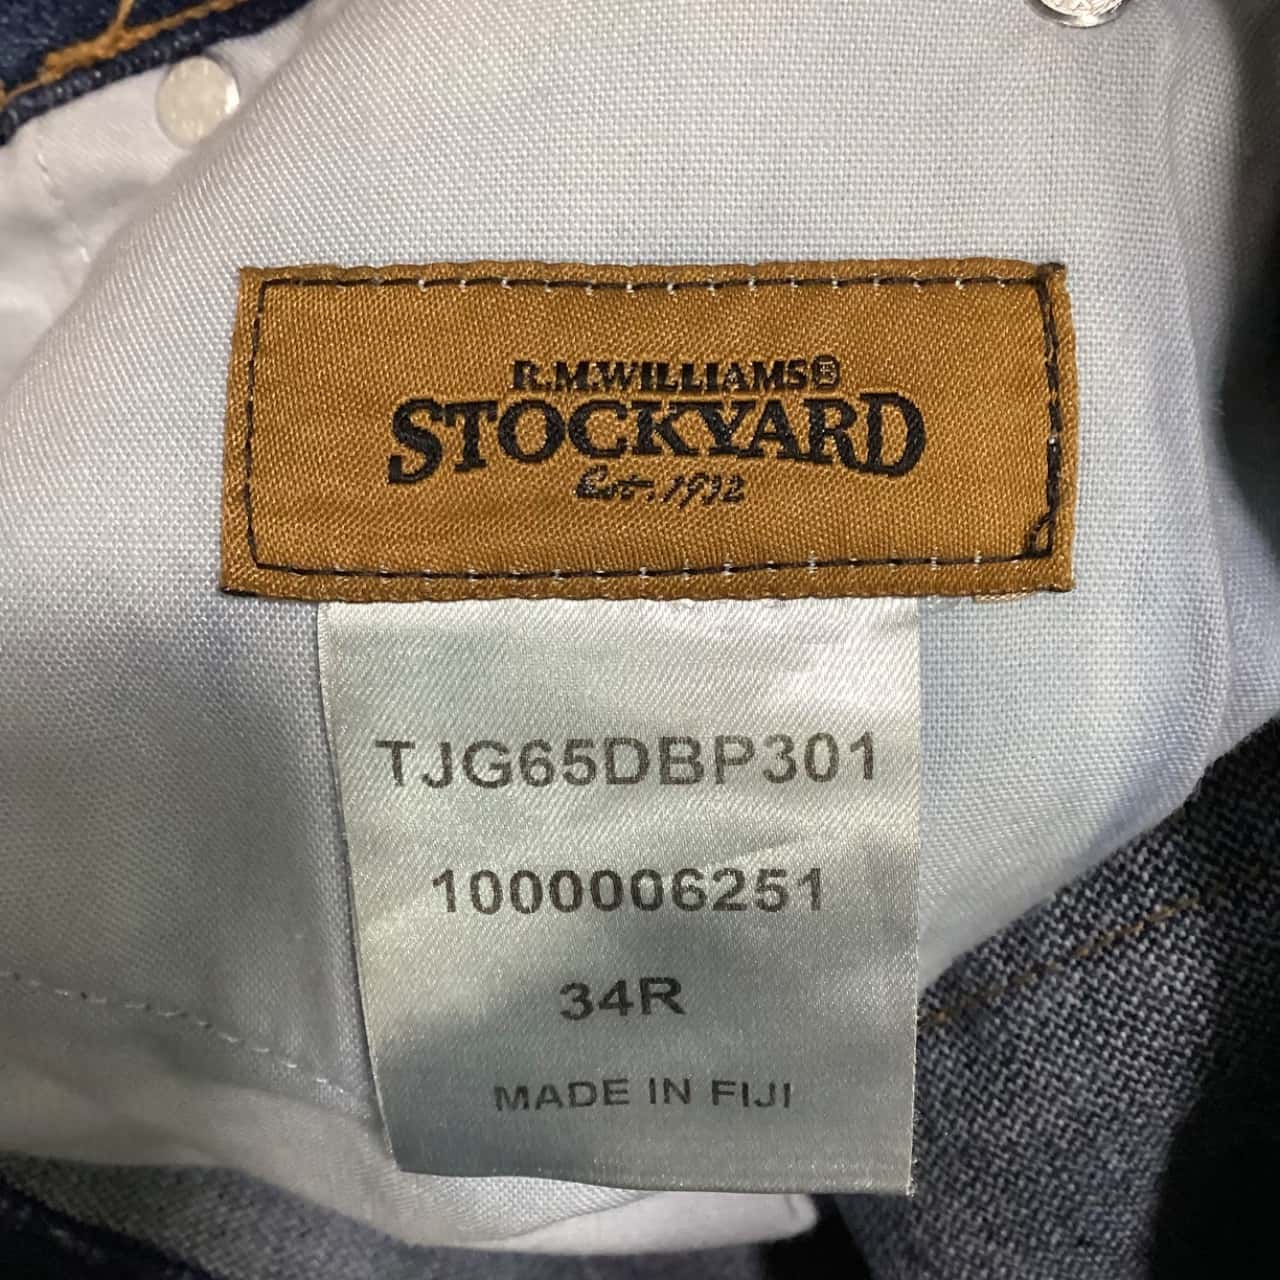 R.M.WILLIAMS®
STOCKYARD
Est. 1932
TJG65DBP301
1000006251
34R
MADE IN FIJI